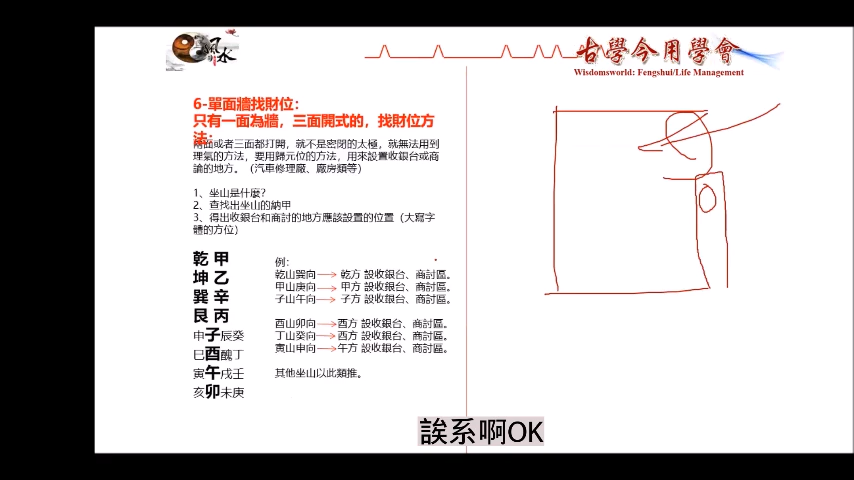 風水
古學今用學會
Wisdomsworld: Fengshui/Life Management
6-單面牆找財位：
只有一面為牆，三面開式的，找財位方
法：
兩面或者三面都打開，就不是密閉的太極，就無法用到
理氣的方法，要用歸元位的方法，用來設置收銀台或商
論的地方。（汽車修理廠、廠房類等）
1、坐山是什麼？
2、查找出坐山的納甲
3、得出收銀台和商討的地方應該設置的位置（大寫字
體的方位）
乾 甲
坤 乙
巽 辛
艮 丙
申子辰癸
巳酉醜丁
寅午戌壬
亥卯未庚
例：
乾山巽向→乾方 設收銀台、商討區。
甲山庚向→甲方 設收銀台、商討區。
子山午向→子方 設收銀台、商討區。
酉山卯向→酉方 設收銀台、商討區。
丁山癸向→酉方 設收銀台、商討區。
寅山申向→午方 設收銀台、商討區。
其他坐山以此類推。
誒系啊OK